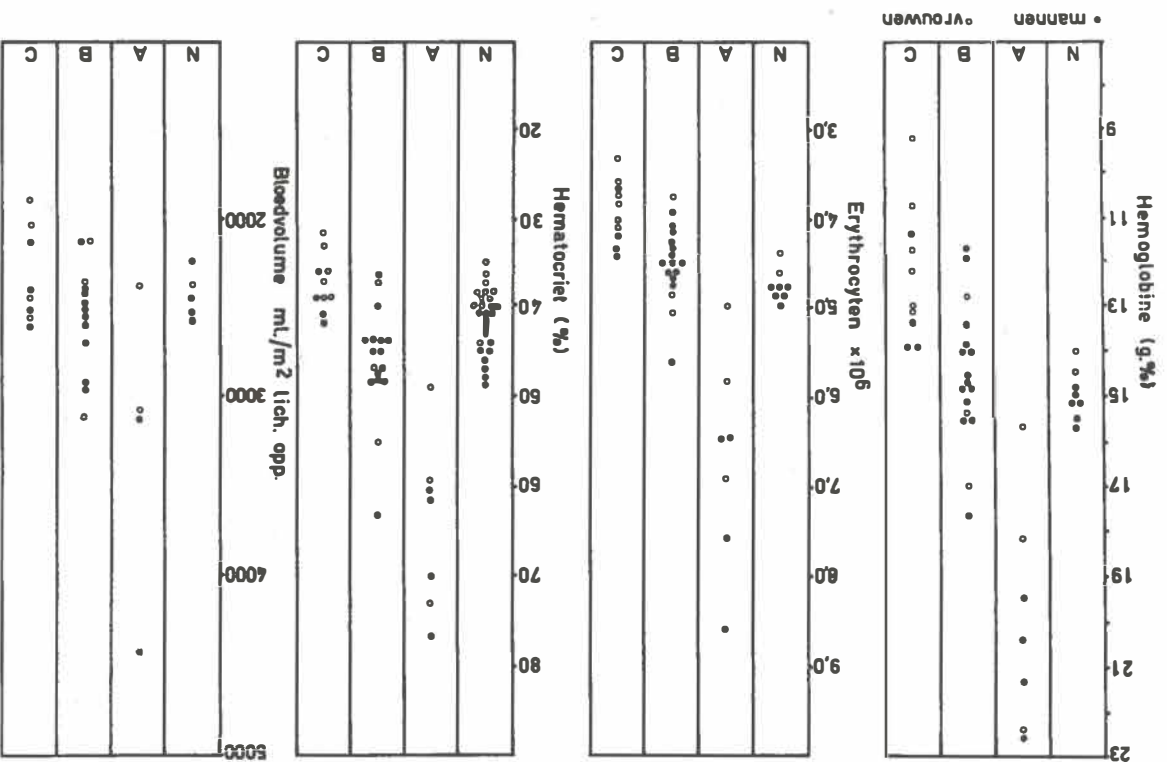 Hemoglobine (g.%)
23
21
19
17
15
13
11
9
N A B C
• mannen
°vrouwen
Erythrocyten x10⁶
9,0
8,0
7,0
6,0
5,0
4,0
3,0
N A B C
Hematocriet (%)
80
70
60
50
40
30
20
N A B C
Bloedvolume ml./m² lich. opp.
5000
4000
3000
2000
N A B C